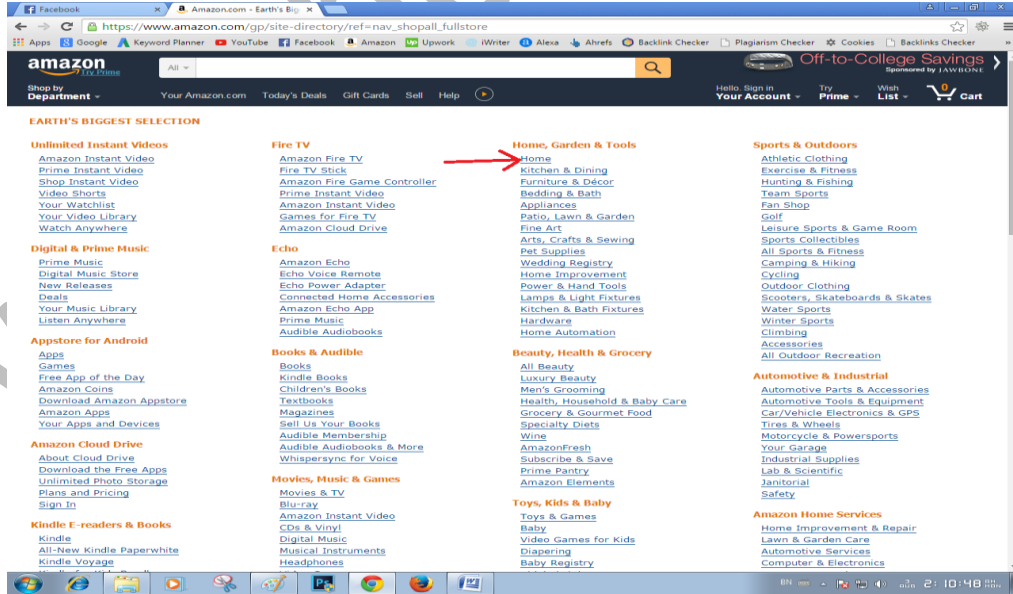 Facebook
Amazon.com - Earth's Big
https://www.amazon.com/gp/site-directory/ref=nav_shopall_fullstore
Apps Google Keyword Planner YouTube Facebook Amazon Upwork iWriter Alexa Ahrefs Backlink Checker Plagiarism Checker Cookies Backlinks Checker »
amazon
Try Prime
All
Off-to-College Savings
Sponsored by JAWBONE
Shop by
Department
Your Amazon.com Today's Deals Gift Cards Sell Help
Hello. Sign in
Your Account
Try
Prime
Wish
List
0
Cart
EARTH'S BIGGEST SELECTION
Unlimited Instant Videos
Amazon Instant Video
Prime Instant Video
Shop Instant Video
Video Shorts
Your Watchlist
Your Video Library
Watch Anywhere
Digital & Prime Music
Prime Music
Digital Music Store
New Releases
Deals
Your Music Library
Listen Anywhere
Appstore for Android
Apps
Games
Free App of the Day
Amazon Coins
Download Amazon Appstore
Amazon Apps
Your Apps and Devices
Amazon Cloud Drive
About Cloud Drive
Download the Free Apps
Unlimited Photo Storage
Plans and Pricing
Sign In
Kindle E-readers & Books
Kindle
All-New Kindle Paperwhite
Kindle Voyage
Fire TV
Amazon Fire TV
Fire TV Stick
Amazon Fire Game Controller
Prime Instant Video
Amazon Instant Video
Games for Fire TV
Amazon Cloud Drive
Echo
Amazon Echo
Echo Voice Remote
Echo Power Adapter
Connected Home Accessories
Amazon Echo App
Prime Music
Audible Audiobooks
Books & Audible
Books
Kindle Books
Children's Books
Textbooks
Magazines
Sell Us Your Books
Audible Membership
Audible Audiobooks & More
Whispersync for Voice
Movies, Music & Games
Movies & TV
Blu-ray
Amazon Instant Video
CDs & Vinyl
Digital Music
Musical Instruments
Headphones
Home, Garden & Tools
Home
Kitchen & Dining
Furniture & Décor
Bedding & Bath
Appliances
Patio, Lawn & Garden
Fine Art
Arts, Crafts & Sewing
Pet Supplies
Wedding Registry
Home Improvement
Power & Hand Tools
Lamps & Light Fixtures
Kitchen & Bath Fixtures
Hardware
Home Automation
Beauty, Health & Grocery
All Beauty
Luxury Beauty
Men's Grooming
Health, Household & Baby Care
Grocery & Gourmet Food
Specialty Diets
Wine
AmazonFresh
Subscribe & Save
Prime Pantry
Amazon Elements
Toys, Kids & Baby
Toys & Games
Baby
Video Games for Kids
Diapering
Baby Registry
Sports & Outdoors
Athletic Clothing
Exercise & Fitness
Hunting & Fishing
Team Sports
Fan Shop
Golf
Leisure Sports & Game Room
Sports Collectibles
All Sports & Fitness
Camping & Hiking
Cycling
Outdoor Clothing
Scooters, Skateboards & Skates
Water Sports
Winter Sports
Climbing
Accessories
All Outdoor Recreation
Automotive & Industrial
Automotive Parts & Accessories
Automotive Tools & Equipment
Car/Vehicle Electronics & GPS
Tires & Wheels
Motorcycle & Powersports
Your Garage
Industrial Supplies
Lab & Scientific
Janitorial
Safety
Amazon Home Services
Home Improvement & Repair
Lawn & Garden Care
Automotive Services
Computer & Electronics
Ps
BN